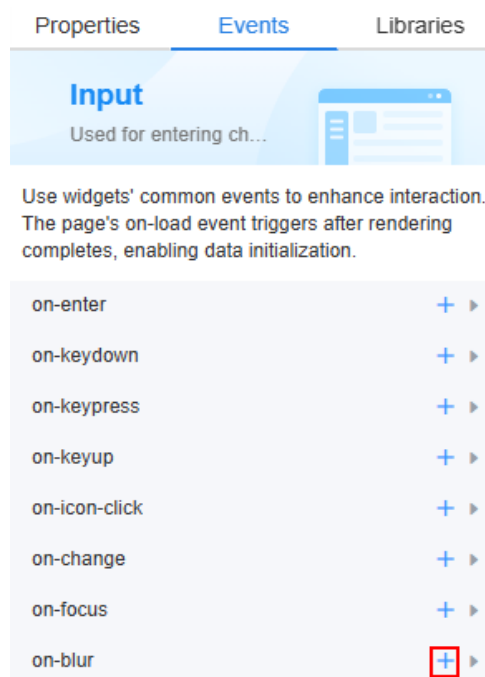 Properties
Events
Libraries
Input
Used for entering ch...
Use widgets' common events to enhance interaction.
The page's on-load event triggers after rendering
completes, enabling data initialization.
on-enter
on-keydown
on-keypress
on-keyup
on-icon-click
on-change
on-focus
on-blur